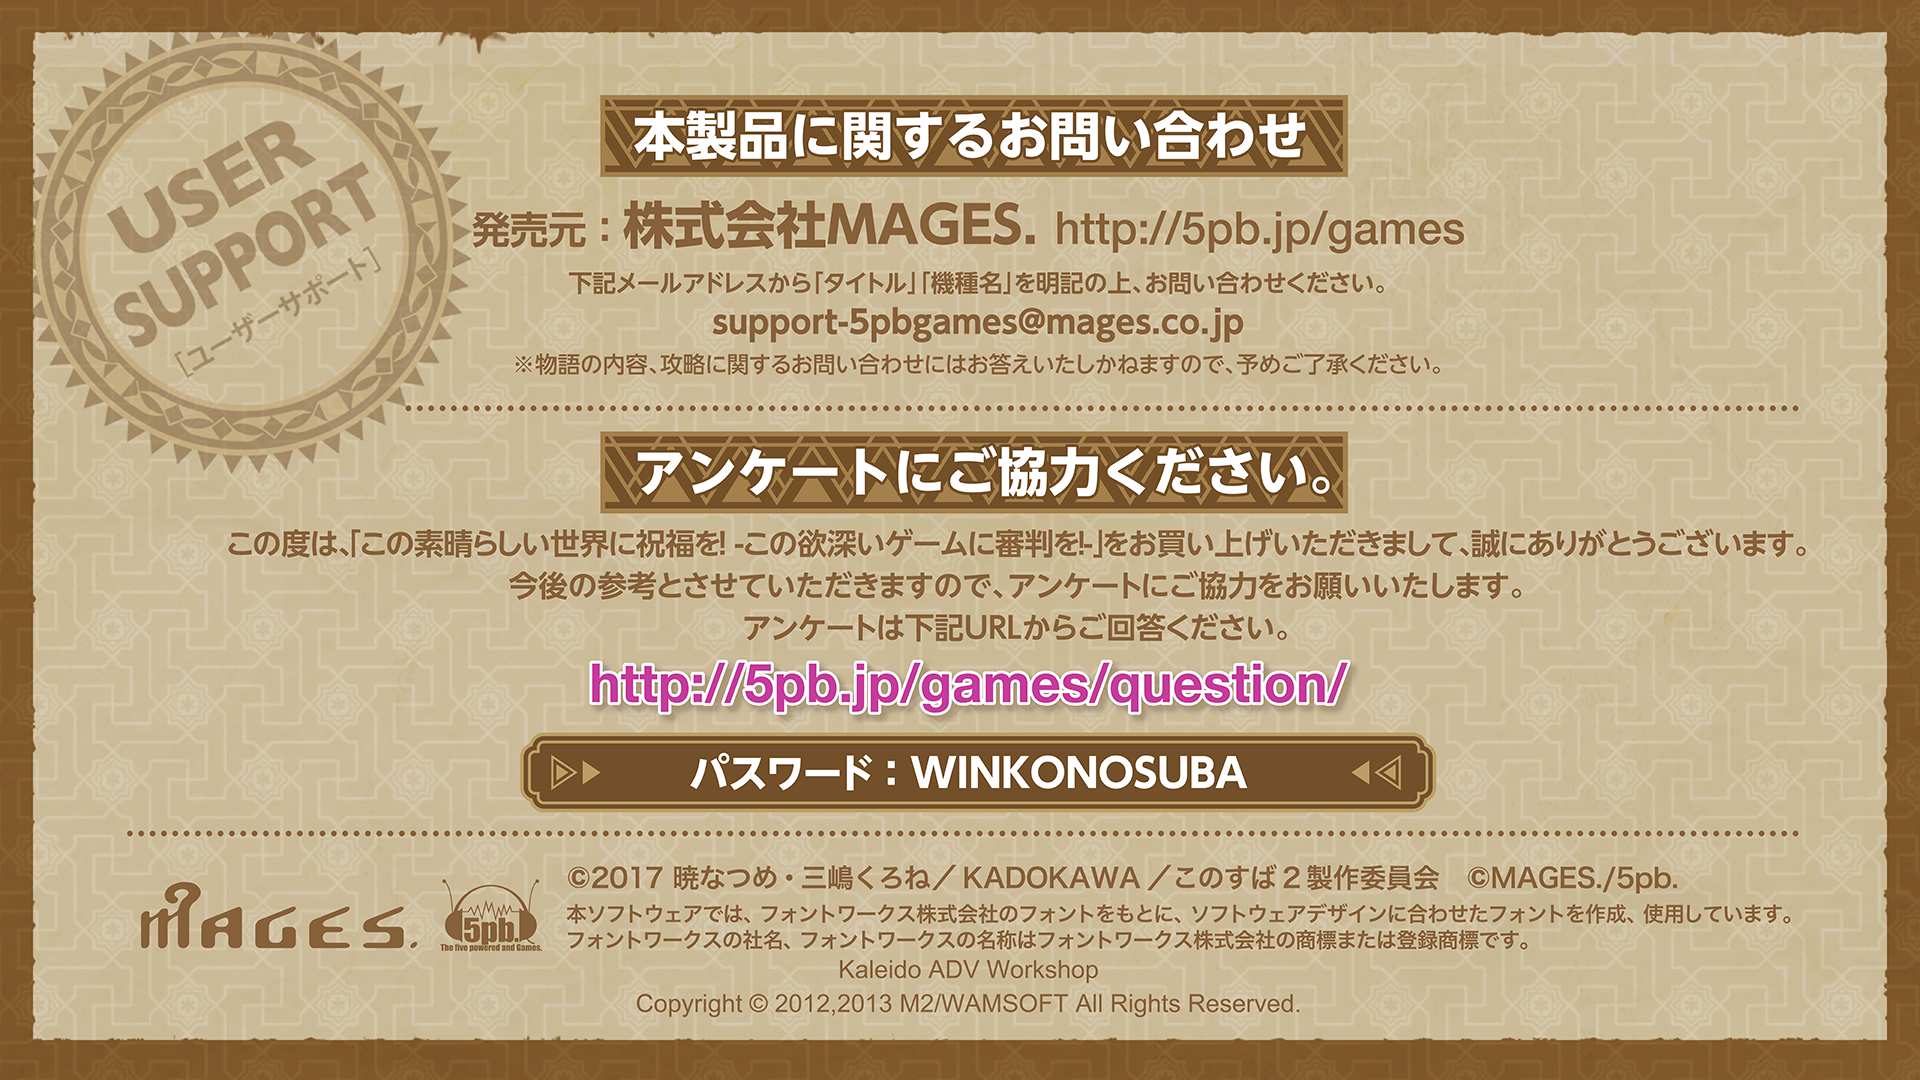 USER
SUPPORT
[ユーザーサポート]
本製品に関するお問い合わせ
発売元：株式会社MAGES. http://5pb.jp/games
下記メールアドレスから「タイトル」「機種名」を明記の上、お問い合わせください。
support-5pbgames@mages.co.jp
※物語の内容、攻略に関するお問い合わせにはお答えいたしかねますので、予めご了承ください。
アンケートにご協力ください。
この度は、「この素晴らしい世界に祝福を! -この欲深いゲームに審判を!-」をお買い上げいただきまして、誠にありがとうございます。
今後の参考とさせていただきますので、アンケートにご協力をお願いいたします。
アンケートは下記URLからご回答ください。
http://5pb.jp/games/question/
パスワード：WINKONOSUBA
©2017 暁なつめ・三嶋くろね／KADOKAWA／このすば2製作委員会　©MAGES./5pb.
本ソフトウェアでは、フォントワークス株式会社のフォントをもとに、ソフトウェアデザインに合わせたフォントを作成、使用しています。
フォントワークスの社名、フォントワークスの名称はフォントワークス株式会社の商標または登録商標です。
MAGES.
5pb.
The live powered and Games.
Kaleido ADV Workshop
Copyright © 2012,2013 M2/WAMSOFT All Rights Reserved.